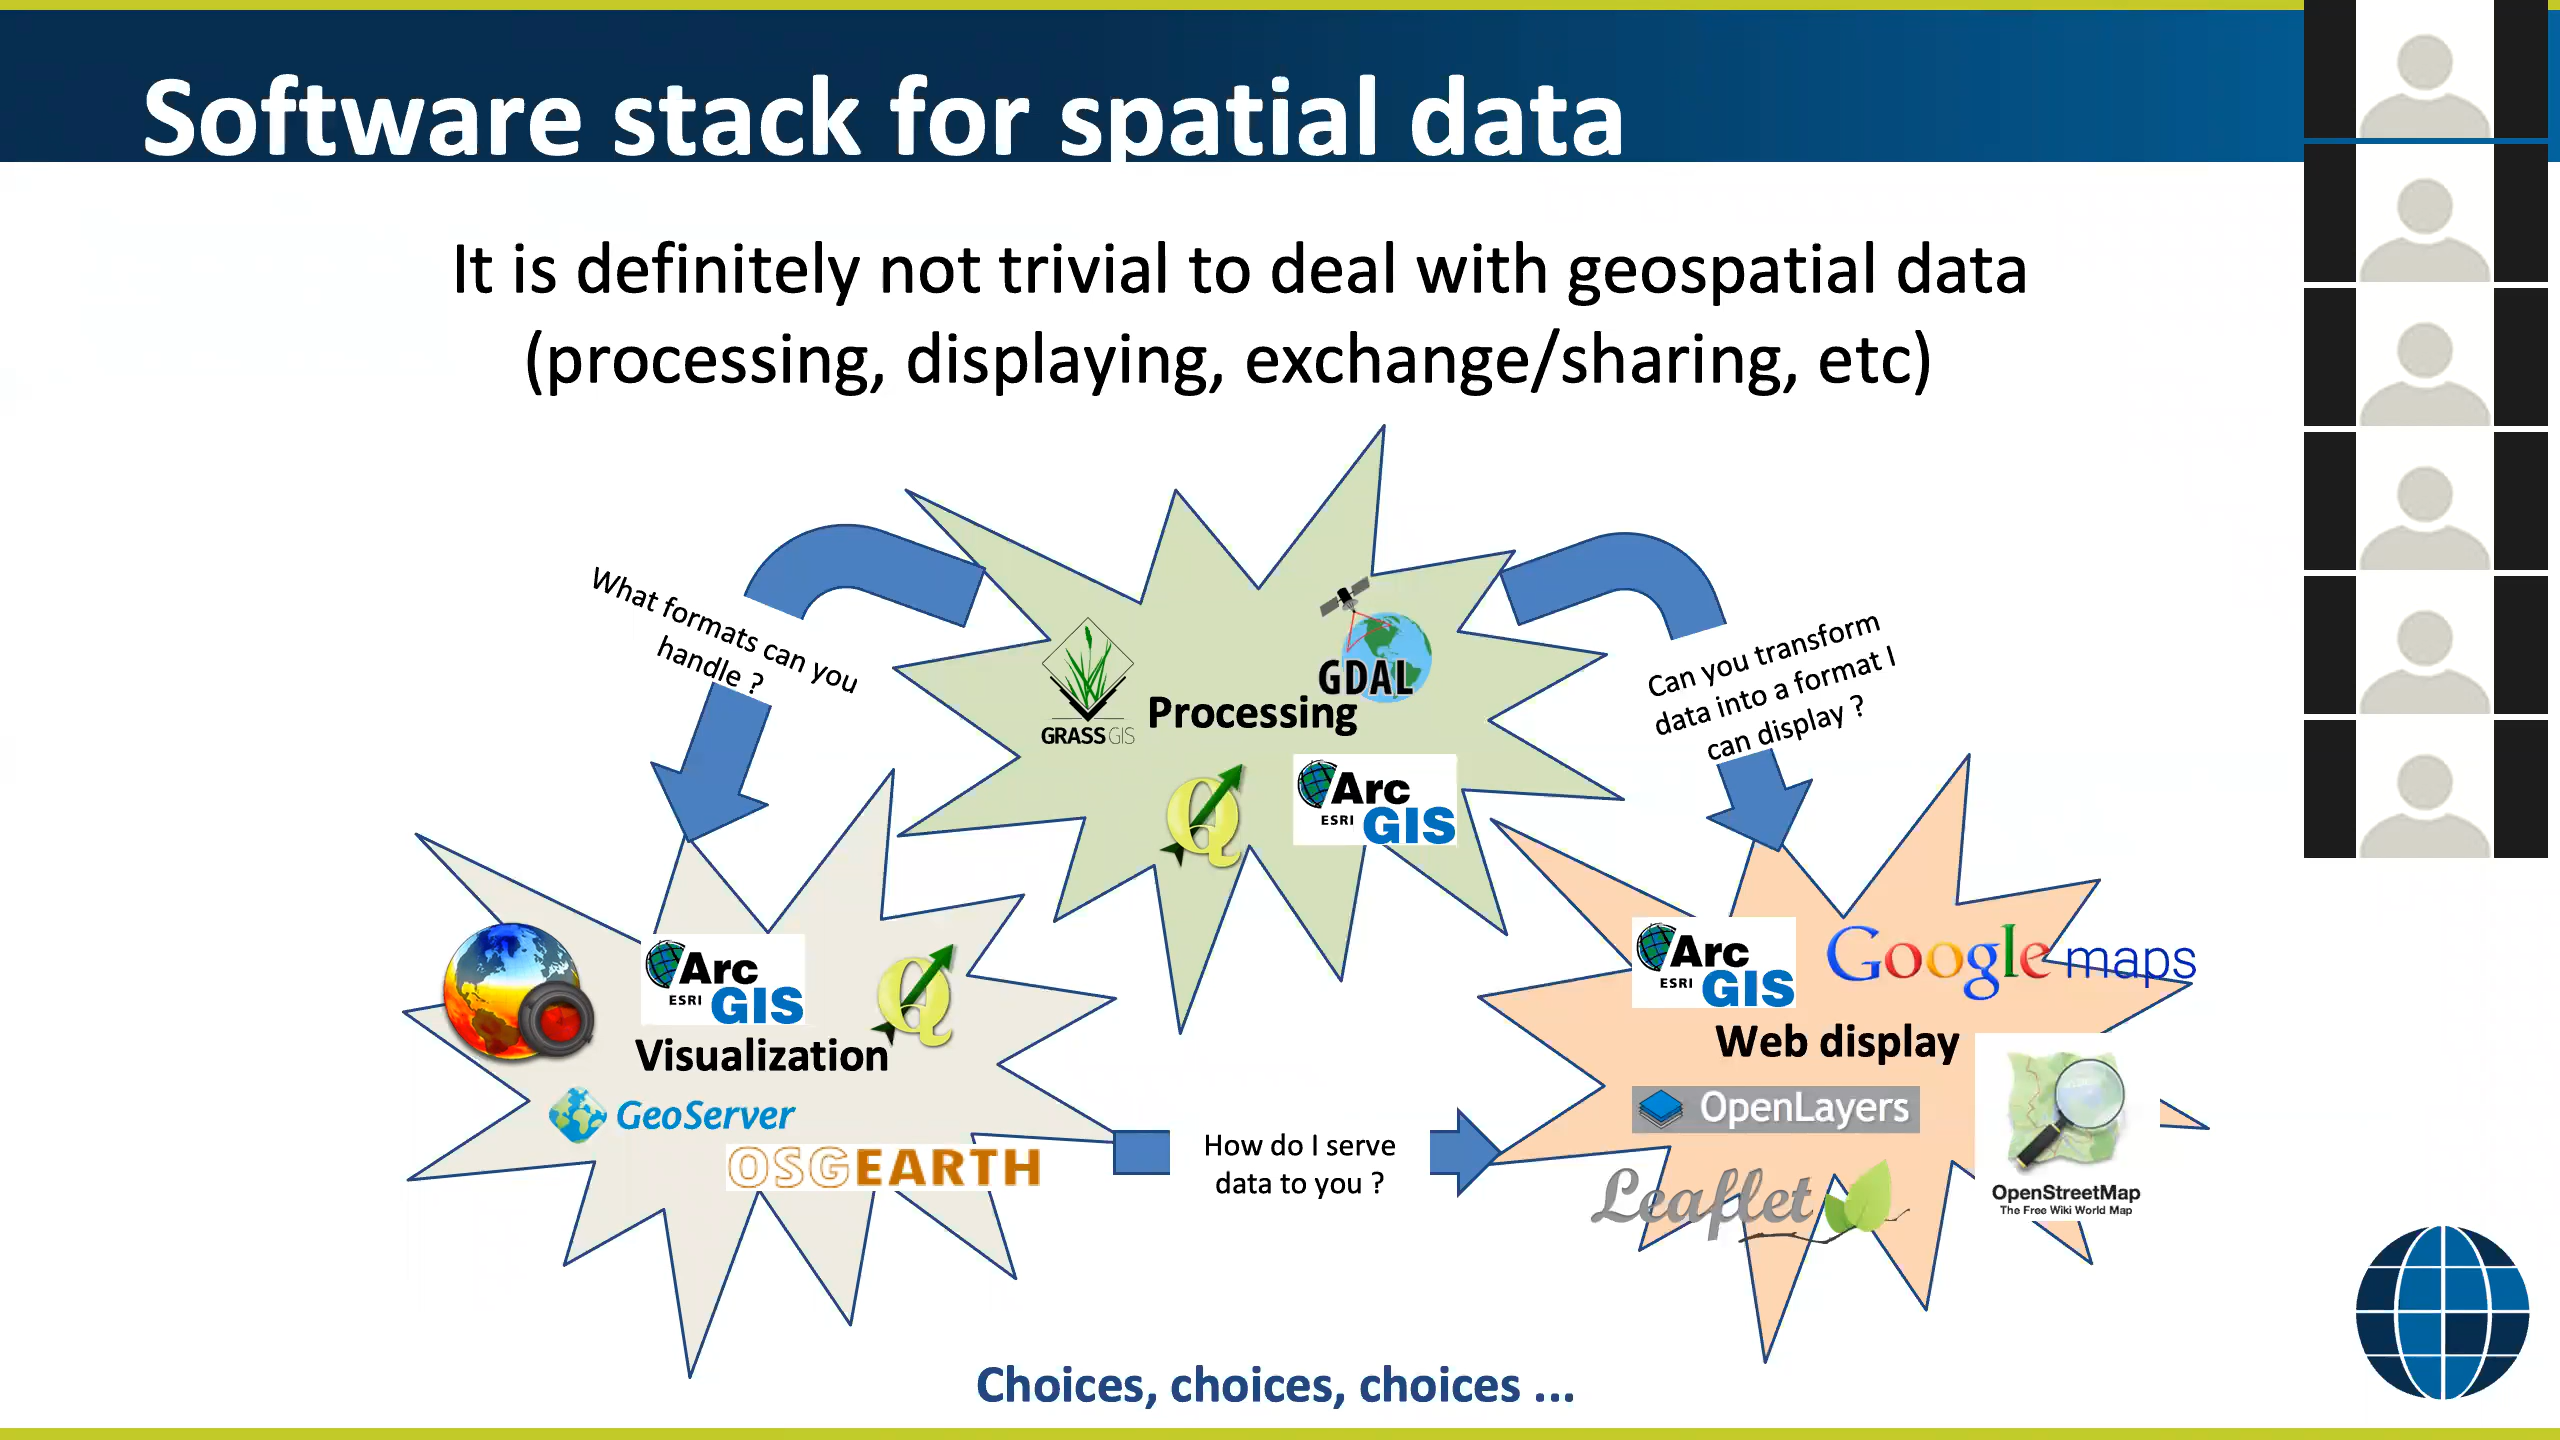 Software stack for spatial data
It is definitely not trivial to deal with geospatial data
(processing, displaying, exchange/sharing, etc)
What formats can you
handle ?
Can you transform
data into a format I
can display ?
GRASS GIS
GDAL
Processing
Q
Arc
ESRI GIS
Arc
ESRI GIS
Q
Visualization
GeoServer
OSGEARTH
How do I serve
data to you ?
Arc
ESRI GIS
Google maps
Web display
OpenLayers
Leaflet
OpenStreetMap
The Free Wiki World Map
Choices, choices, choices ...